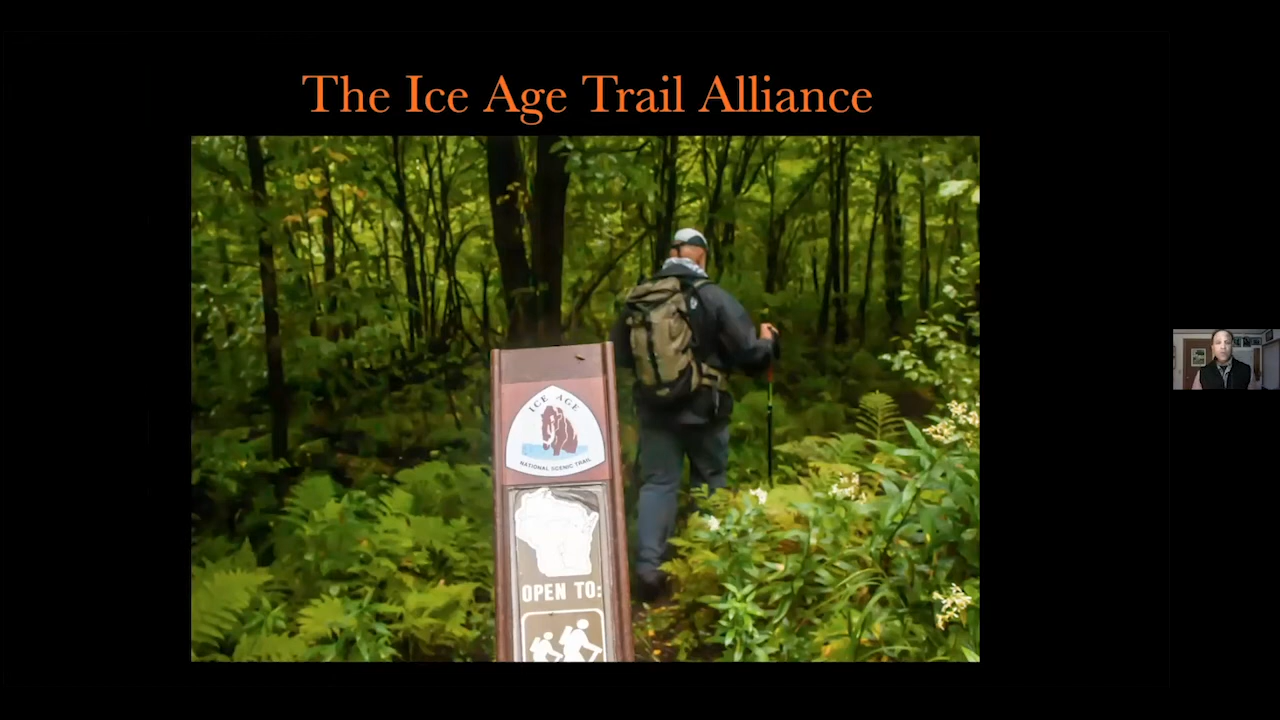 The Ice Age Trail Alliance
ICE AGE
NATIONAL SCENIC TRAIL
OPEN TO: